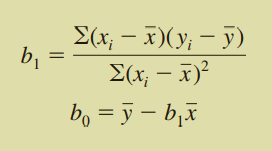 b₁ = Σ(xᵢ − x̄)(yᵢ − ȳ) / Σ(xᵢ − x̄)²
b₀ = ȳ − b₁x̄